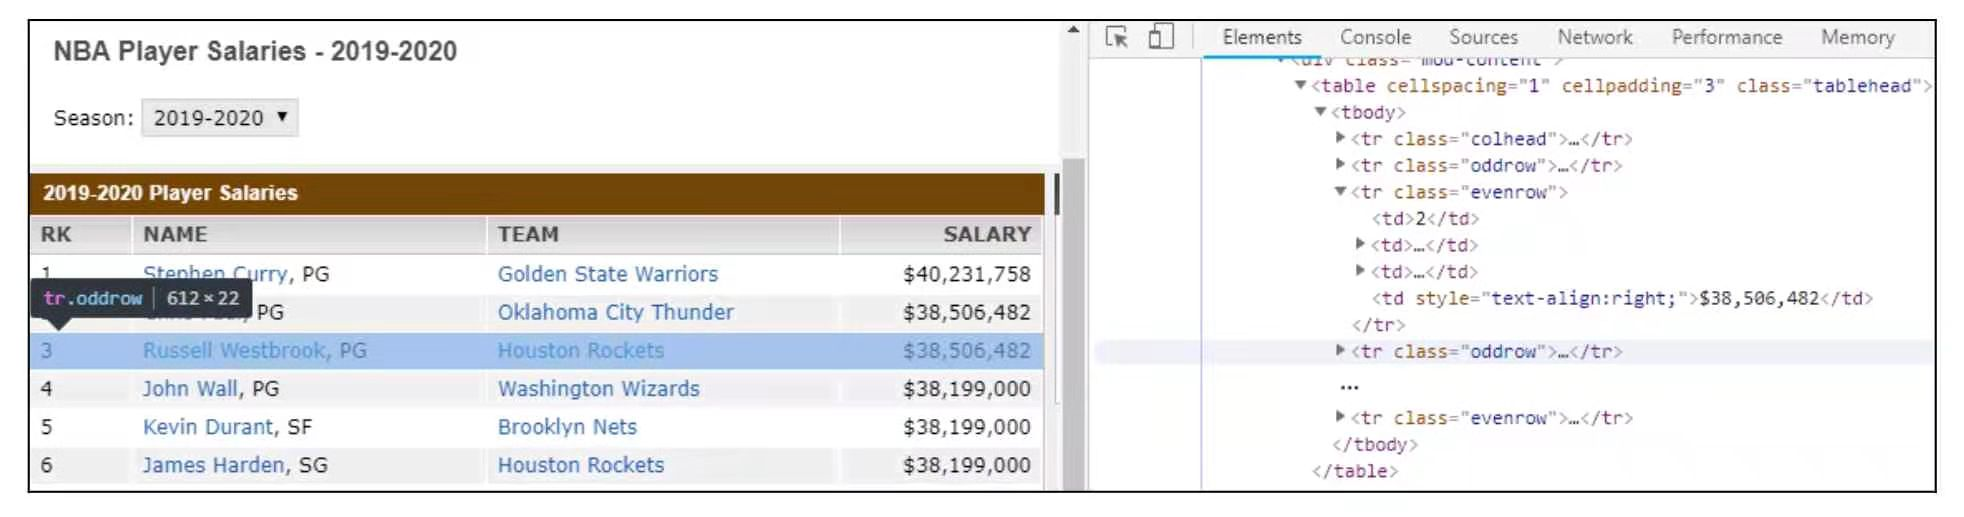 NBA Player Salaries - 2019-2020
Season: 2019-2020 ▼
2019-2020 Player Salaries
RK NAME TEAM SALARY
1 Stephen Curry, PG Golden State Warriors $40,231,758
tr.oddrow 612 × 22
PG Oklahoma City Thunder $38,506,482
3 Russell Westbrook, PG Houston Rockets $38,506,482
4 John Wall, PG Washington Wizards $38,199,000
5 Kevin Durant, SF Brooklyn Nets $38,199,000
6 James Harden, SG Houston Rockets $38,199,000
Elements Console Sources Network Performance Memory
<div class="mod-content">
▼<table cellspacing="1" cellpadding="3" class="tablehead">
▼<tbody>
▶<tr class="colhead">…</tr>
▶<tr class="oddrow">…</tr>
▼<tr class="evenrow">
<td>2</td>
▶<td>…</td>
▶<td>…</td>
<td style="text-align:right;">$38,506,482</td>
</tr>
▶<tr class="oddrow">…</tr>
...
▶<tr class="evenrow">…</tr>
</tbody>
</table>